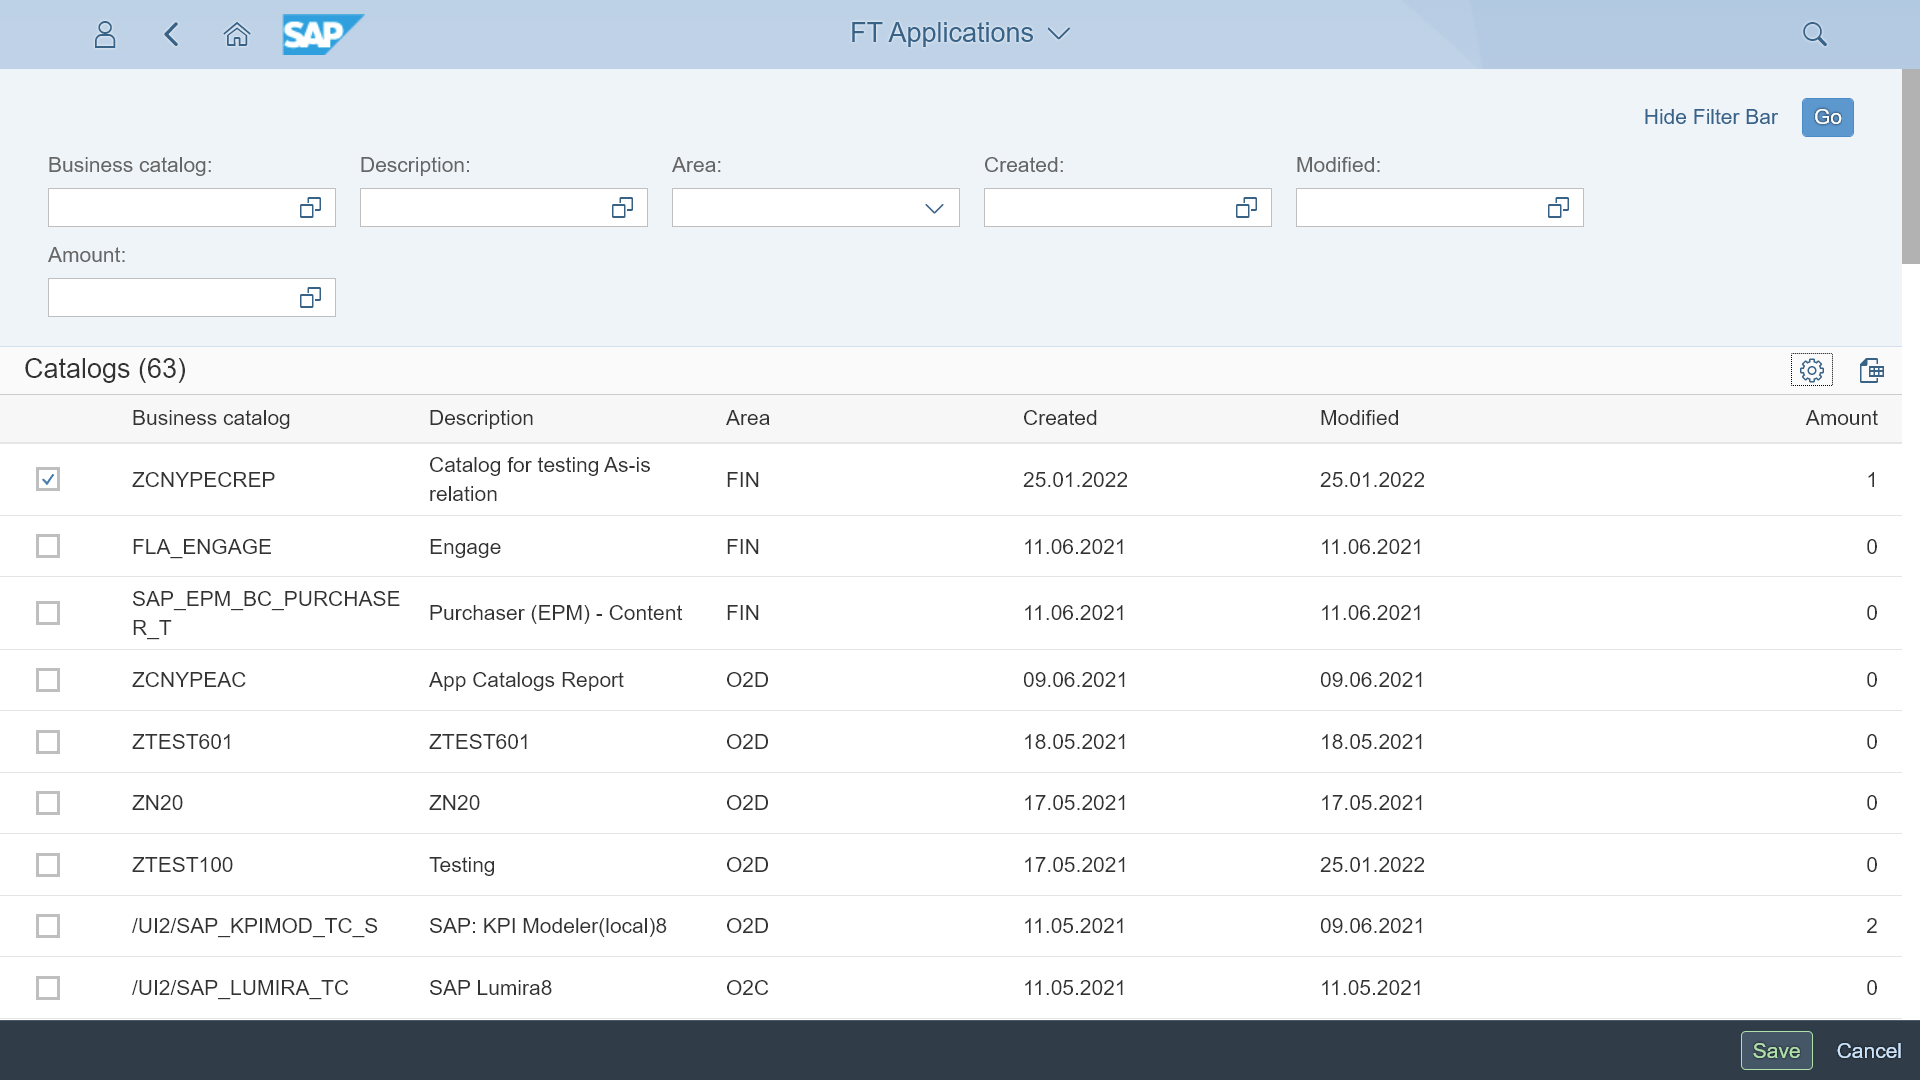 SAP
FT Applications
Hide Filter Bar
Go
Business catalog:
Description:
Area:
Created:
Modified:
Amount:
Catalogs (63)
Business catalog Description Area Created Modified Amount
ZCNYPECREP Catalog for testing As-is relation FIN 25.01.2022 25.01.2022 1
FLA_ENGAGE Engage FIN 11.06.2021 11.06.2021 0
SAP_EPM_BC_PURCHASER_T Purchaser (EPM) - Content FIN 11.06.2021 11.06.2021 0
ZCNYPEAC App Catalogs Report O2D 09.06.2021 09.06.2021 0
ZTEST601 ZTEST601 O2D 18.05.2021 18.05.2021 0
ZN20 ZN20 O2D 17.05.2021 17.05.2021 0
ZTEST100 Testing O2D 17.05.2021 25.01.2022 0
/UI2/SAP_KPIMOD_TC_S SAP: KPI Modeler(local)8 O2D 11.05.2021 09.06.2021 2
/UI2/SAP_LUMIRA_TC SAP Lumira8 O2C 11.05.2021 11.05.2021 0
Save
Cancel